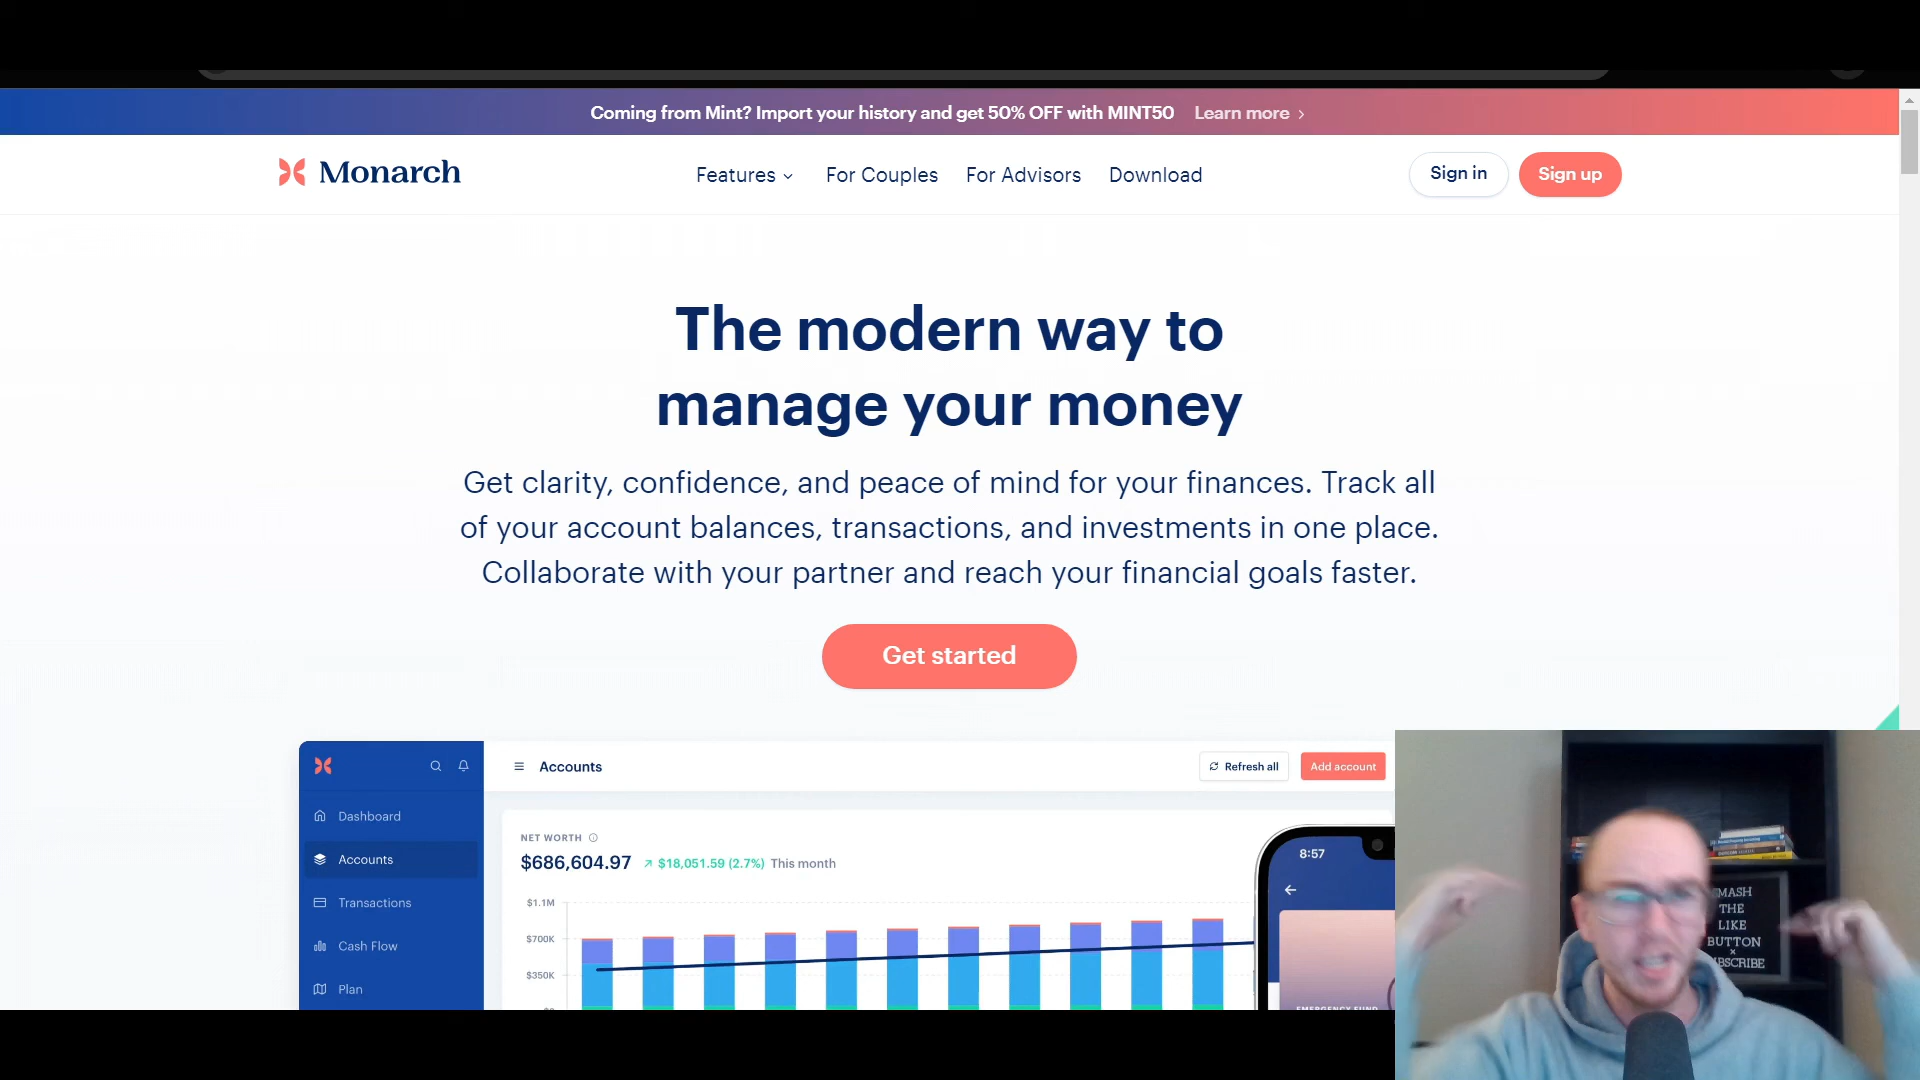 Coming from Mint? Import your history and get 50% OFF with MINT50 Learn more
Monarch
Features
For Couples
For Advisors
Download
Sign in
Sign up
The modern way to
manage your money
Get clarity, confidence, and peace of mind for your finances. Track all
of your account balances, transactions, and investments in one place.
Collaborate with your partner and reach your financial goals faster.
Get started
Accounts
Refresh all
Add account
Dashboard
Accounts
Transactions
Cash Flow
Plan
NET WORTH
$686,604.97
$18,051.59 (2.7%) This month
$1.1M
$700K
$350K
8:57
EMERGENCY FUND
SMASH
THE
LIKE
BUTTON